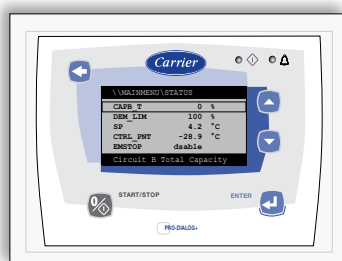 Carrier
\\MAINMENU\STATUS
CAPB_T 0 %
DEM_LIM 100 %
SP 4.2 °C
CTRL_PNT -28.9 °C
EMSTOP dsable
Circuit B Total Capacity
START/STOP
ENTER
PRO-DIALOG+